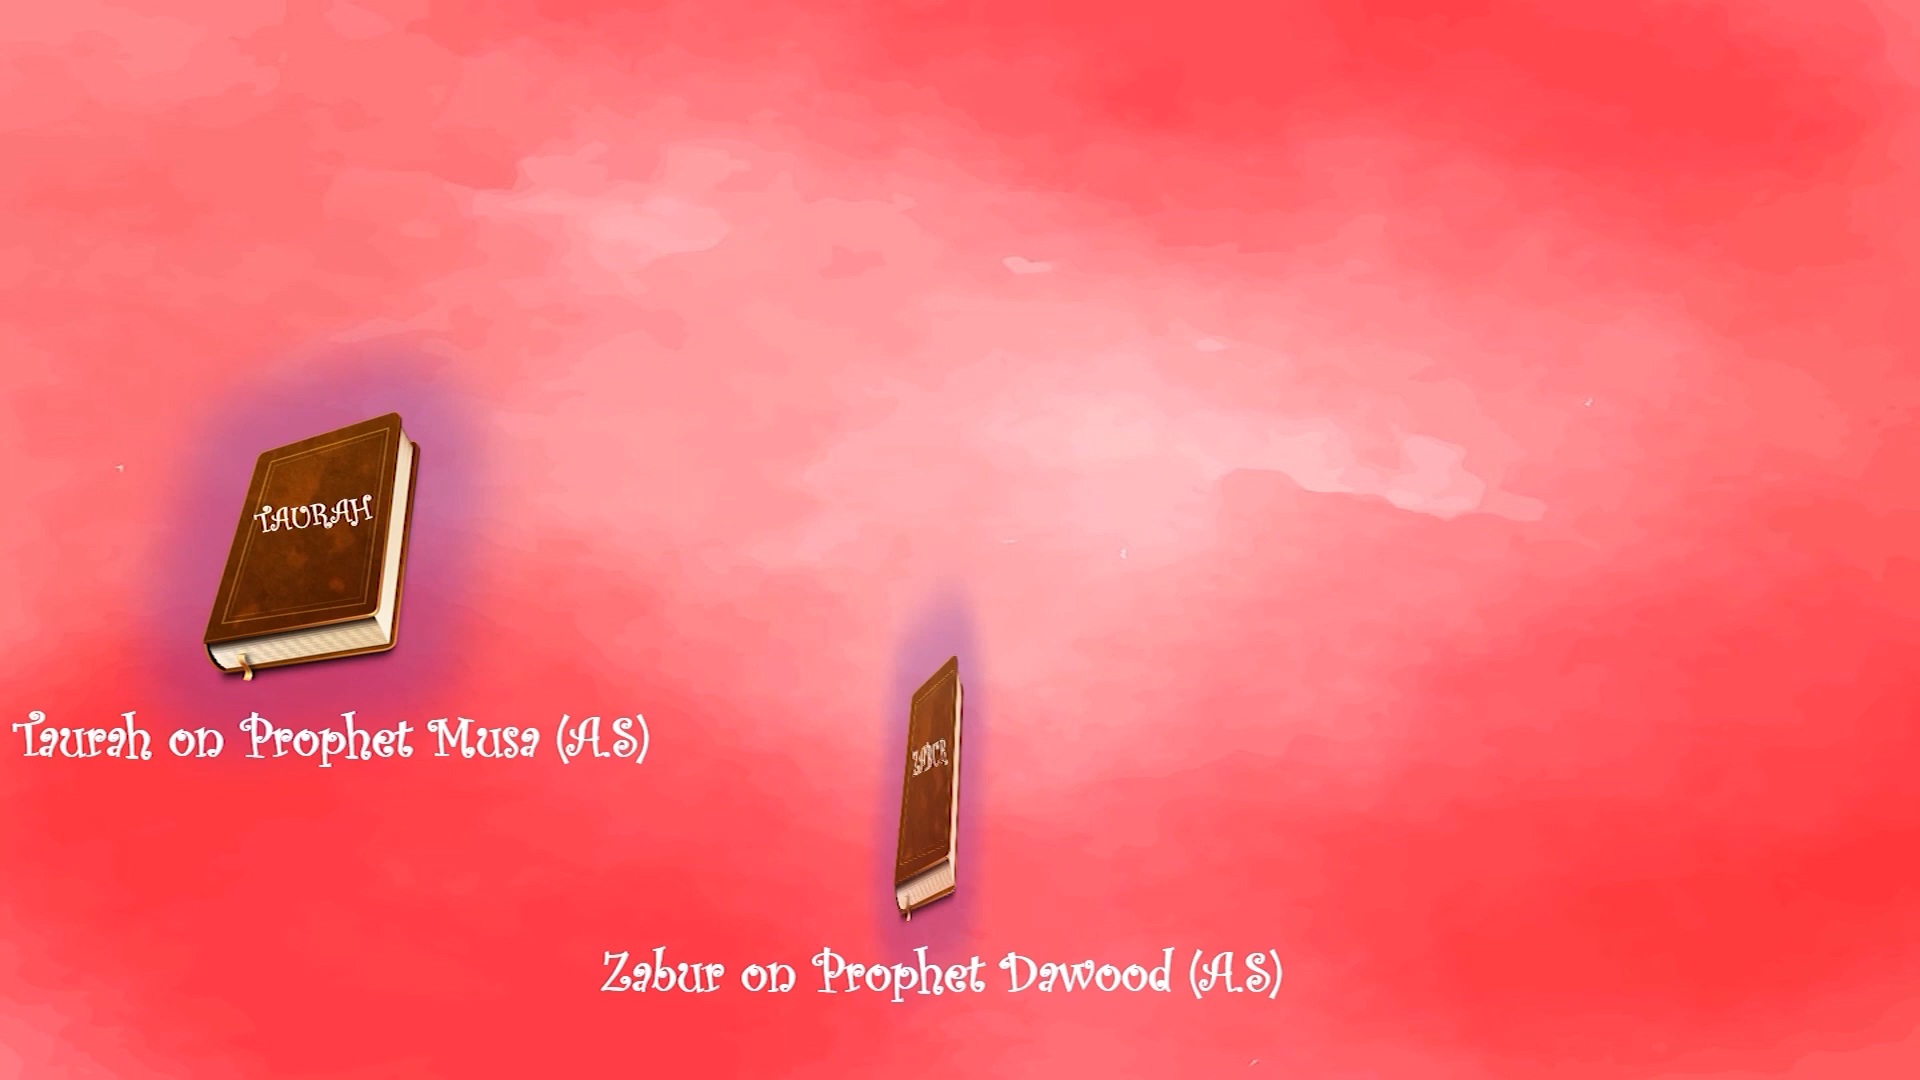 TAURAH
Taurah on Prophet Musa (A.S)
ZABUR
Zabur on Prophet Dawood (A.S)